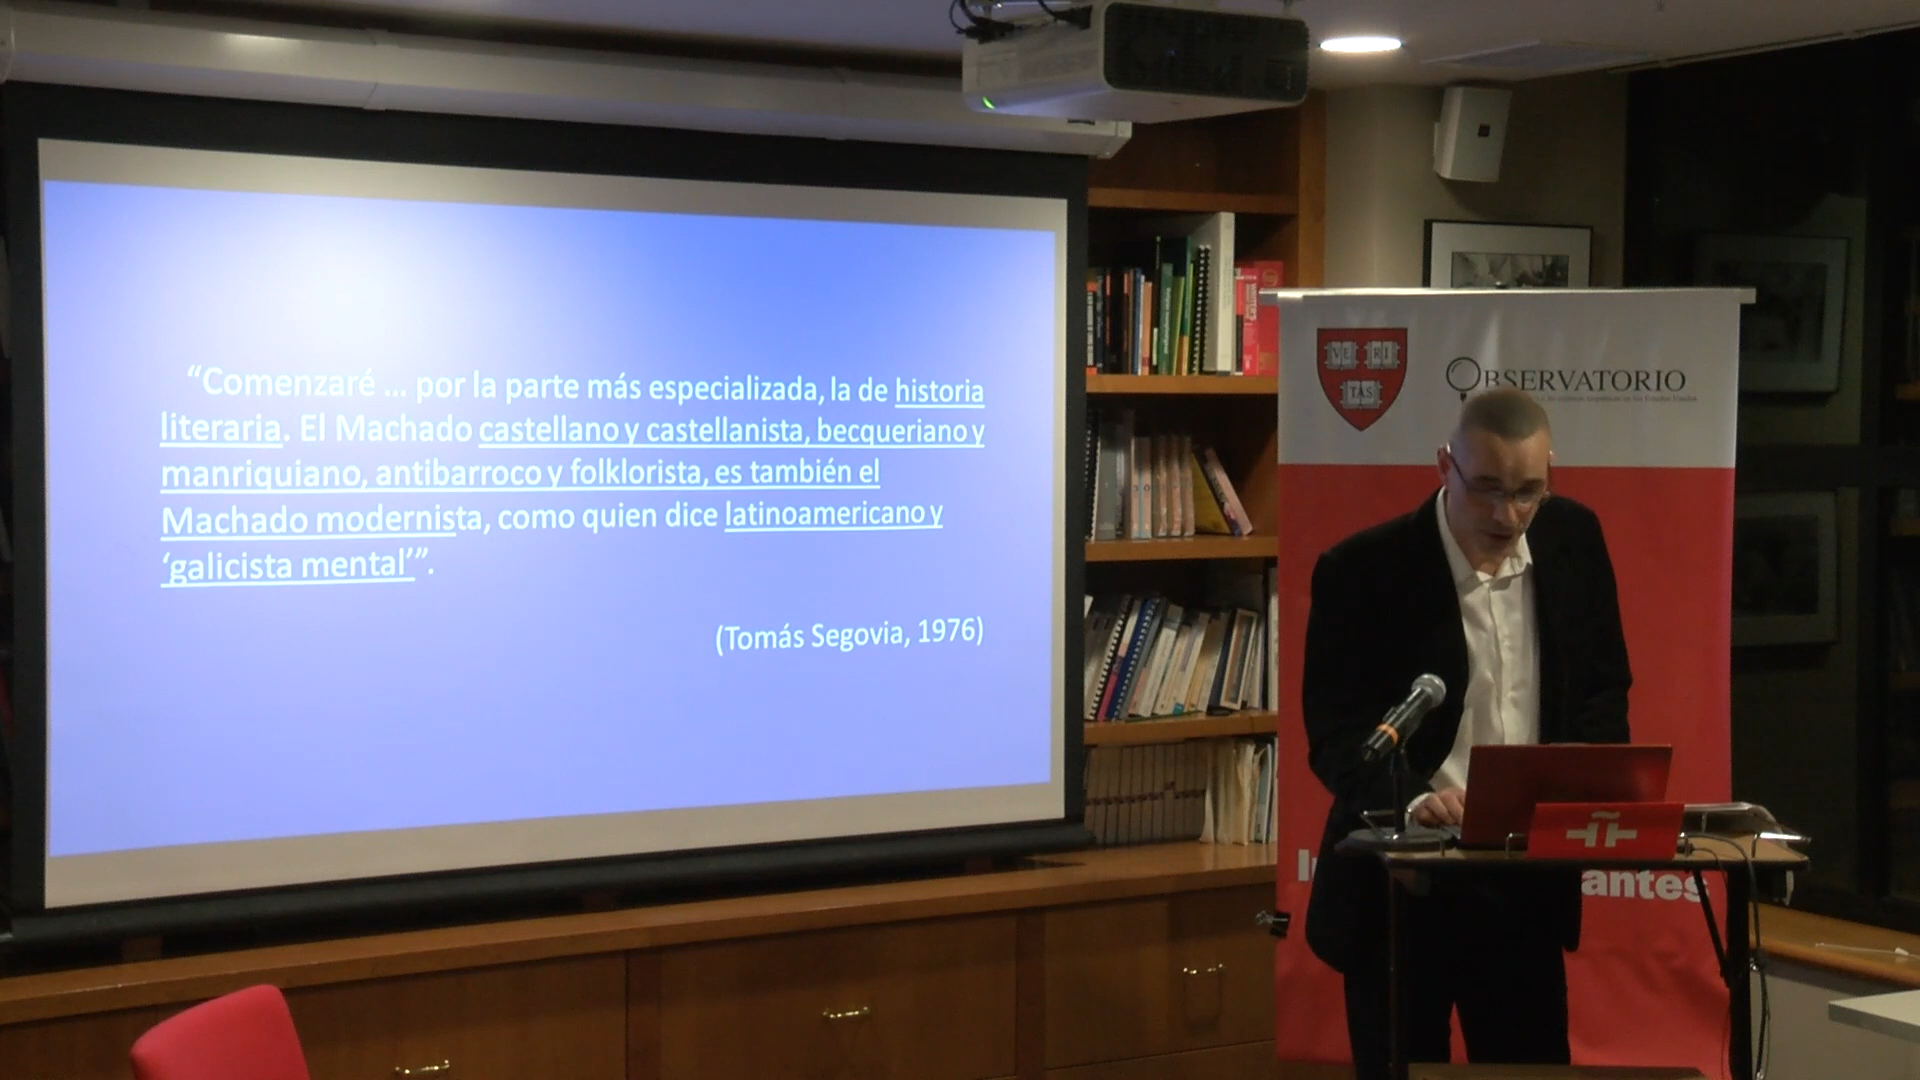 “Comenzaré ... por la parte más especializada, la de historia
literaria. El Machado castellano y castellanista, becqueriano y
manriquiano, antibarroco y folklorista, es también el
Machado modernista, como quien dice latinoamericano y
‘galicista mental’”.
(Tomás Segovia, 1976)
VE RI
TAS
OBSERVATORIO
antes